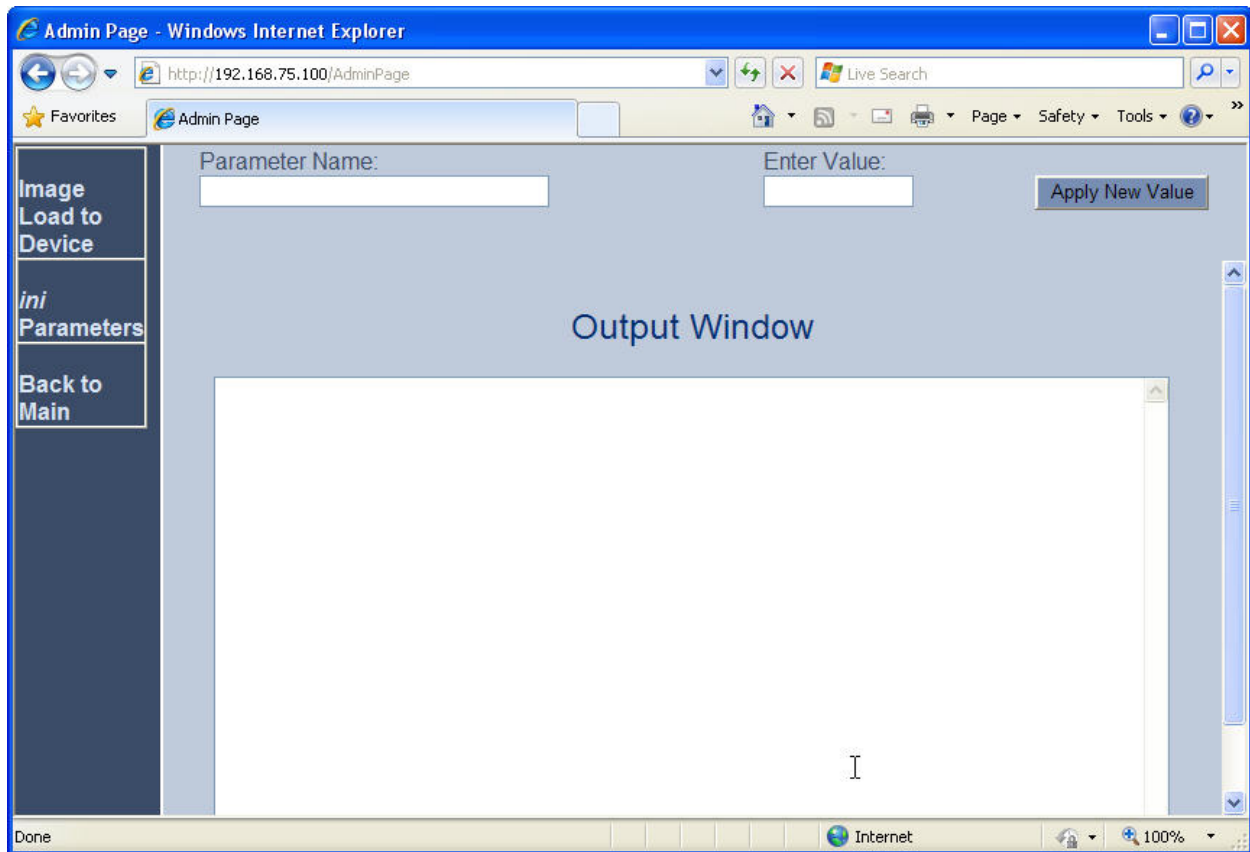 Admin Page - Windows Internet Explorer
http://192.168.75.100/AdminPage
Live Search
Favorites
Admin Page
Page
Safety
Tools
»
Image
Load to
Device
ini
Parameters
Back to
Main
Parameter Name:
Enter Value:
Apply New Value
Output Window
Done
Internet
100%